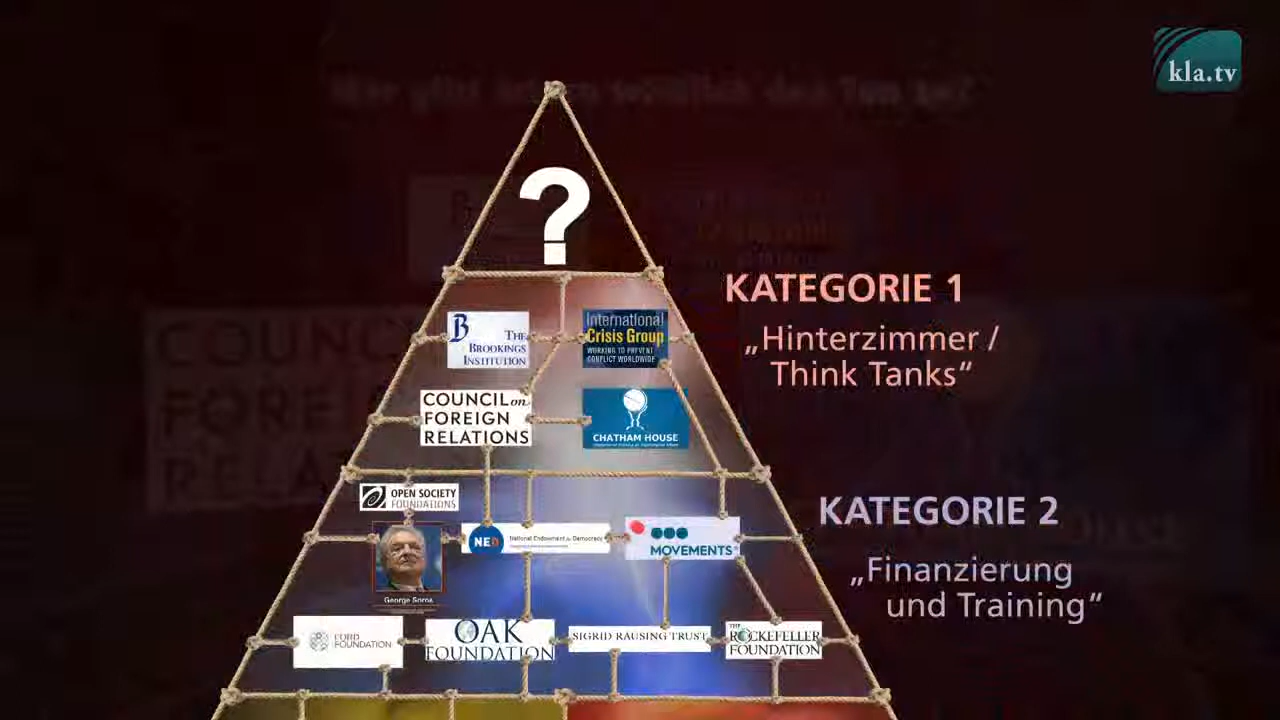 kla.tv
?
KATEGORIE 1
„Hinterzimmer /
Think Tanks“
B
THE
BROOKINGS
INSTITUTION
International
Crisis Group
WORKING TO PREVENT
CONFLICT WORLDWIDE
COUNCIL on
FOREIGN
RELATIONS
CHATHAM HOUSE
KATEGORIE 2
„Finanzierung
und Training“
OPEN SOCIETY
FOUNDATIONS
George Soros
NED
National Endowment for Democracy
MOVEMENTS
FORD
FOUNDATION
OAK
FOUNDATION
SIGRID RAUSING TRUST
THE
ROCKEFELLER
FOUNDATION